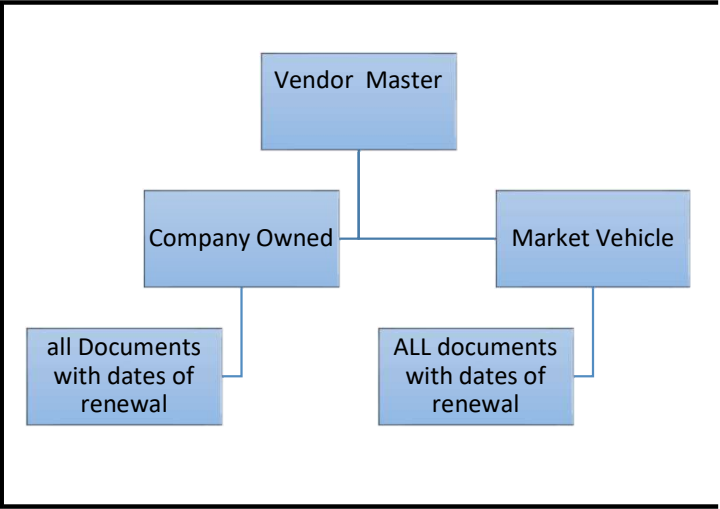 Vendor  Master
Company Owned
Market Vehicle
all Documents
with dates of
renewal
ALL documents
with dates of
renewal